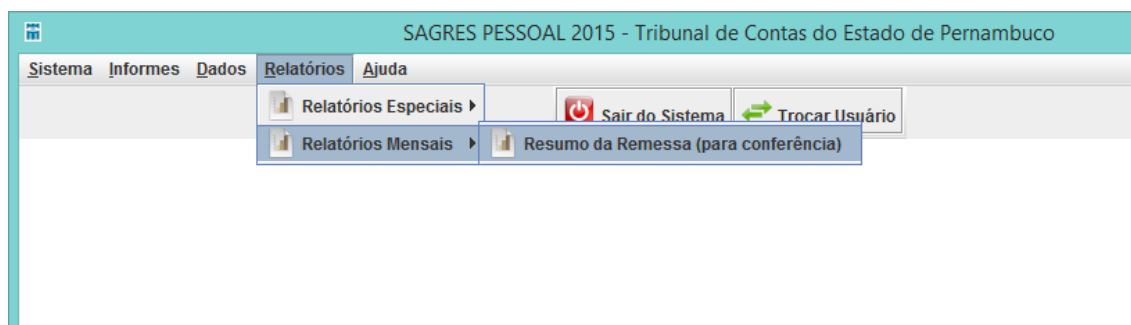 SAGRES PESSOAL 2015 - Tribunal de Contas do Estado de Pernambuco
Sistema Informes Dados Relatórios Ajuda
Relatórios Especiais
Sair do Sistema Trocar Usuário
Relatórios Mensais Resumo da Remessa (para conferência)